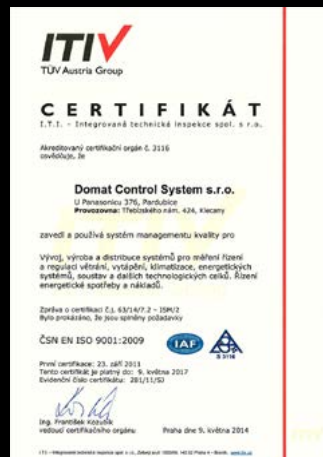 ITIV
TÜV Austria Group
CERTIFIKÁT
I.T.I. - Integrovaná technická inspekce spol. s r.o.
Akreditovaný certifikační orgán č. 3116
osvědčuje, že
Domat Control System s.r.o.
U Panasonicu 376, Pardubice
Provozovna: Třebízského nám. 424, Klecany
zavedl a používá systém managementu kvality pro
Vývoj, výroba a distribuce systémů pro měření řízení
a regulaci větrání, vytápění, klimatizace, energetických
systémů, soustav a dalších technologických celků. Řízení
energetické spotřeby a nákladů.
Zpráva o certifikaci č.j. 63/14/7.2 - ISM/2
Bylo prokázáno, že jsou splněny požadavky
ČSN EN ISO 9001:2009
IAF
S 3116
První certifikace: 23. září 2011
Tento certifikát je platný do: 9. května 2017
Evidenční číslo certifikátu: 281/11/SJ
Ing. František Kozubík
vedoucí certifikačního orgánu
Praha dne 9. května 2014